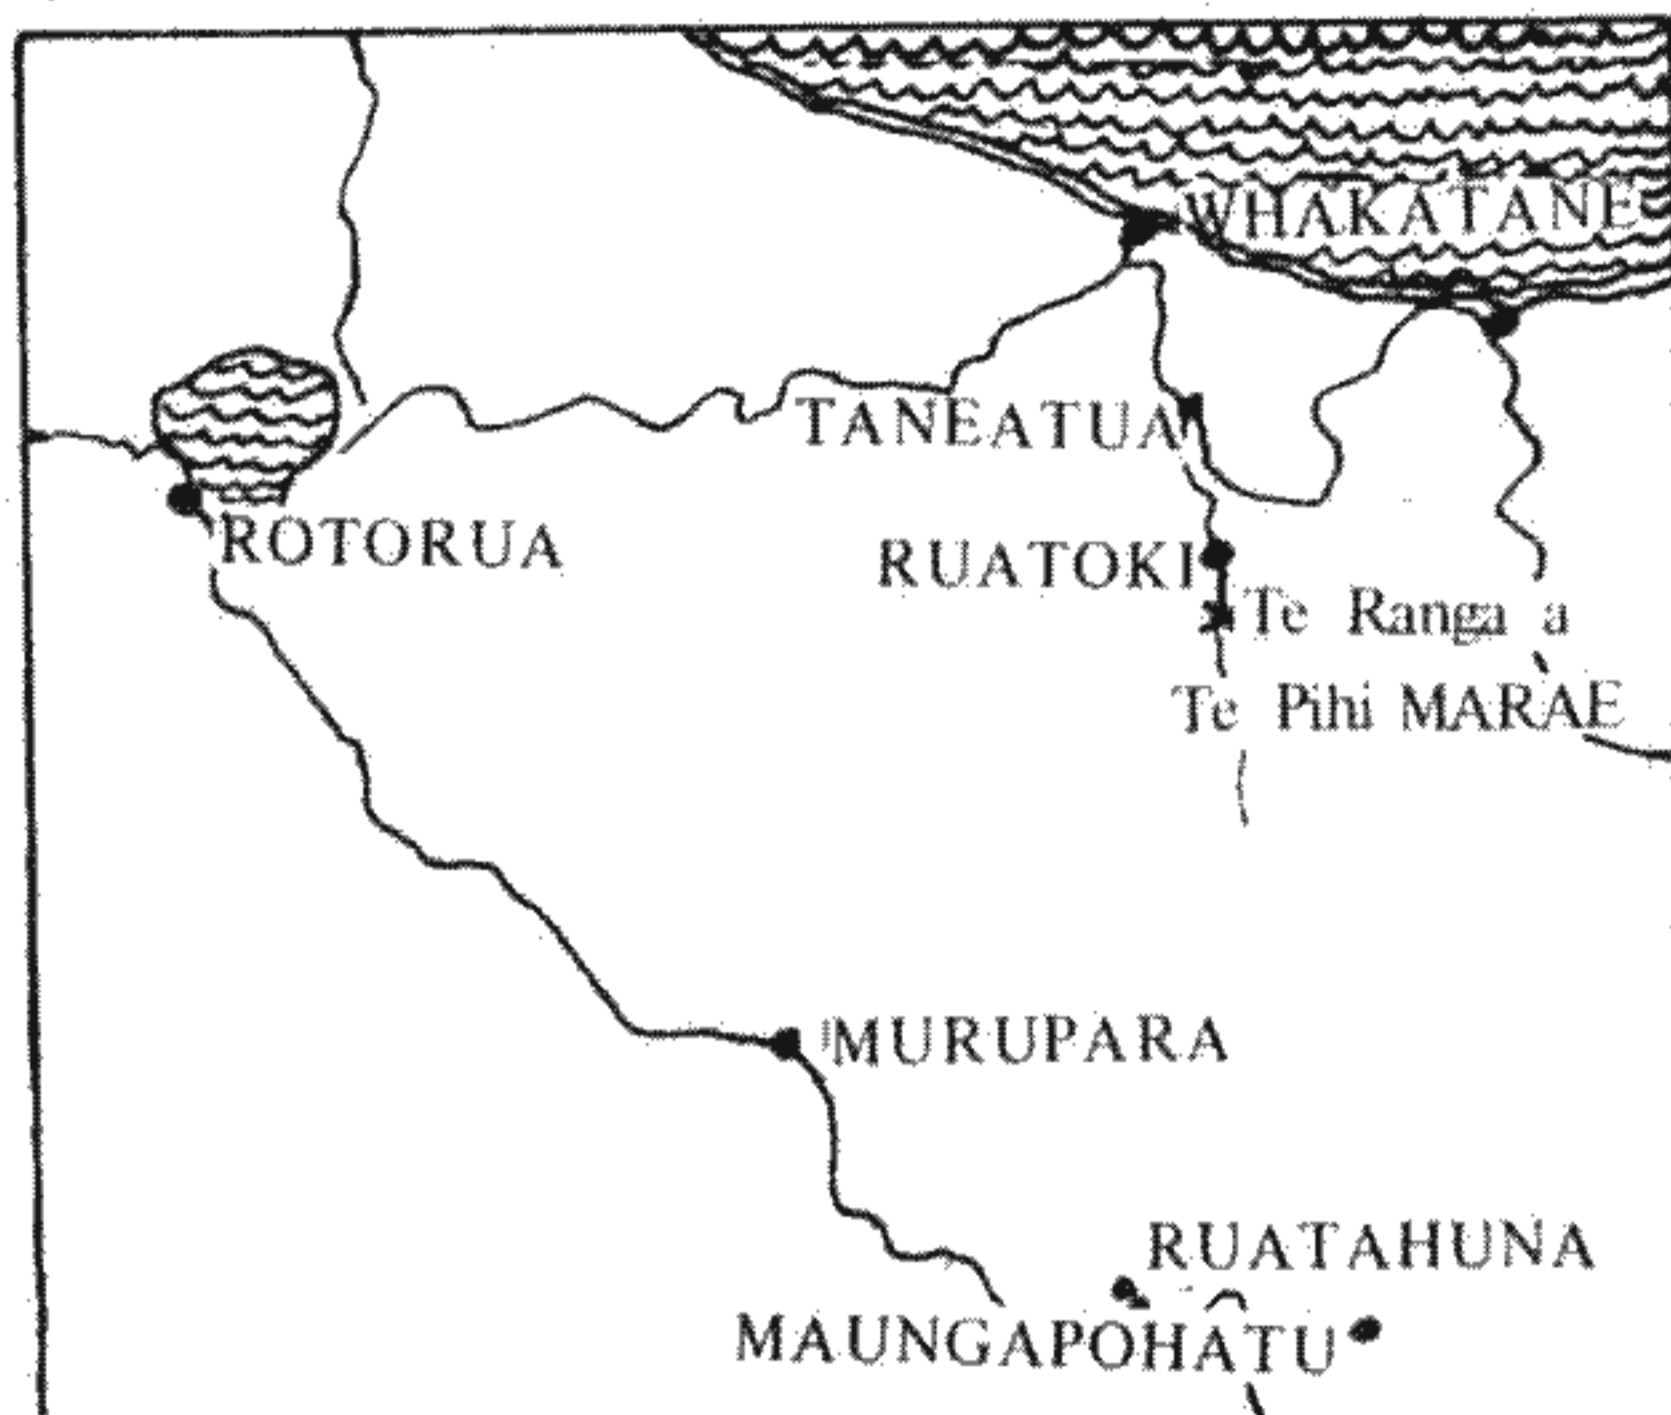 WHAKATANE
TANEATUA
ROTORUA
RUATOKI
Te Ranga a
Te Pihi MARAE
MURUPARA
RUATAHUNA
MAUNGAPOHATU